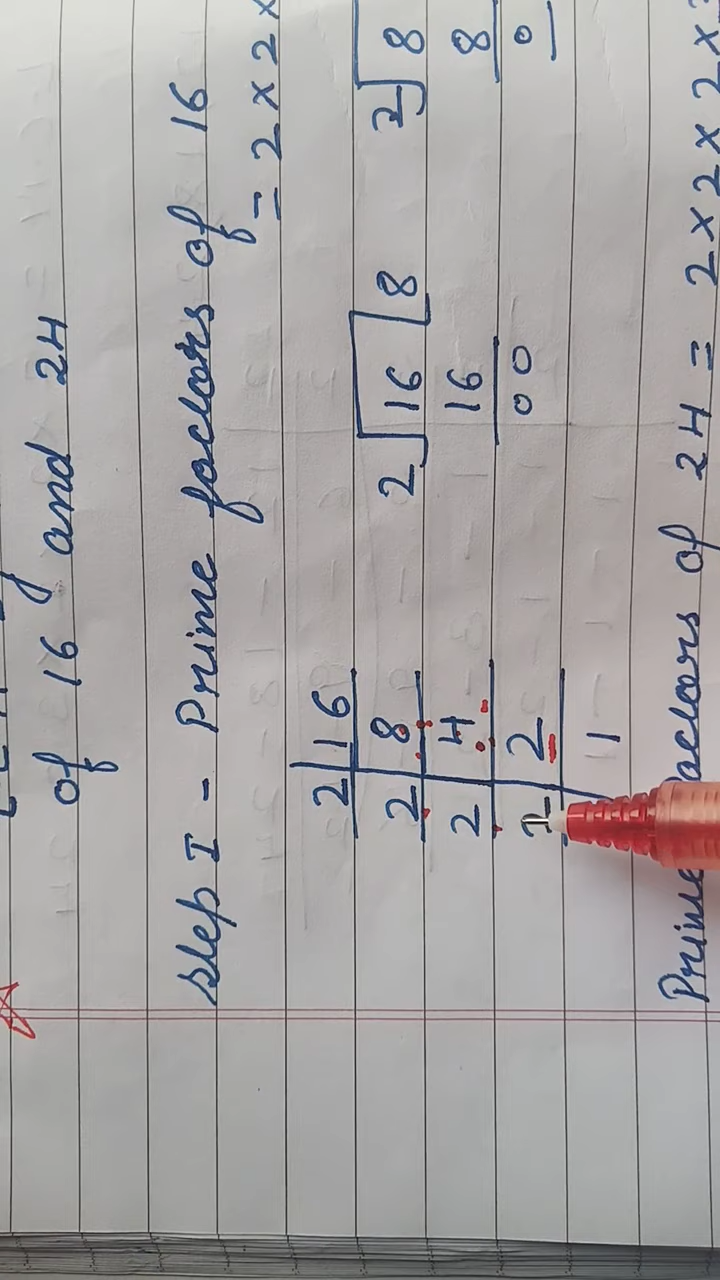 of 16 and 24
Step I - Prime factors of 16
= 2 x 2 x
2 16 2 16 8 2 8
2 8 16 8
2 4 00 0
2 2
1
Prime factors of 24 = 2 x 2 x 2 x